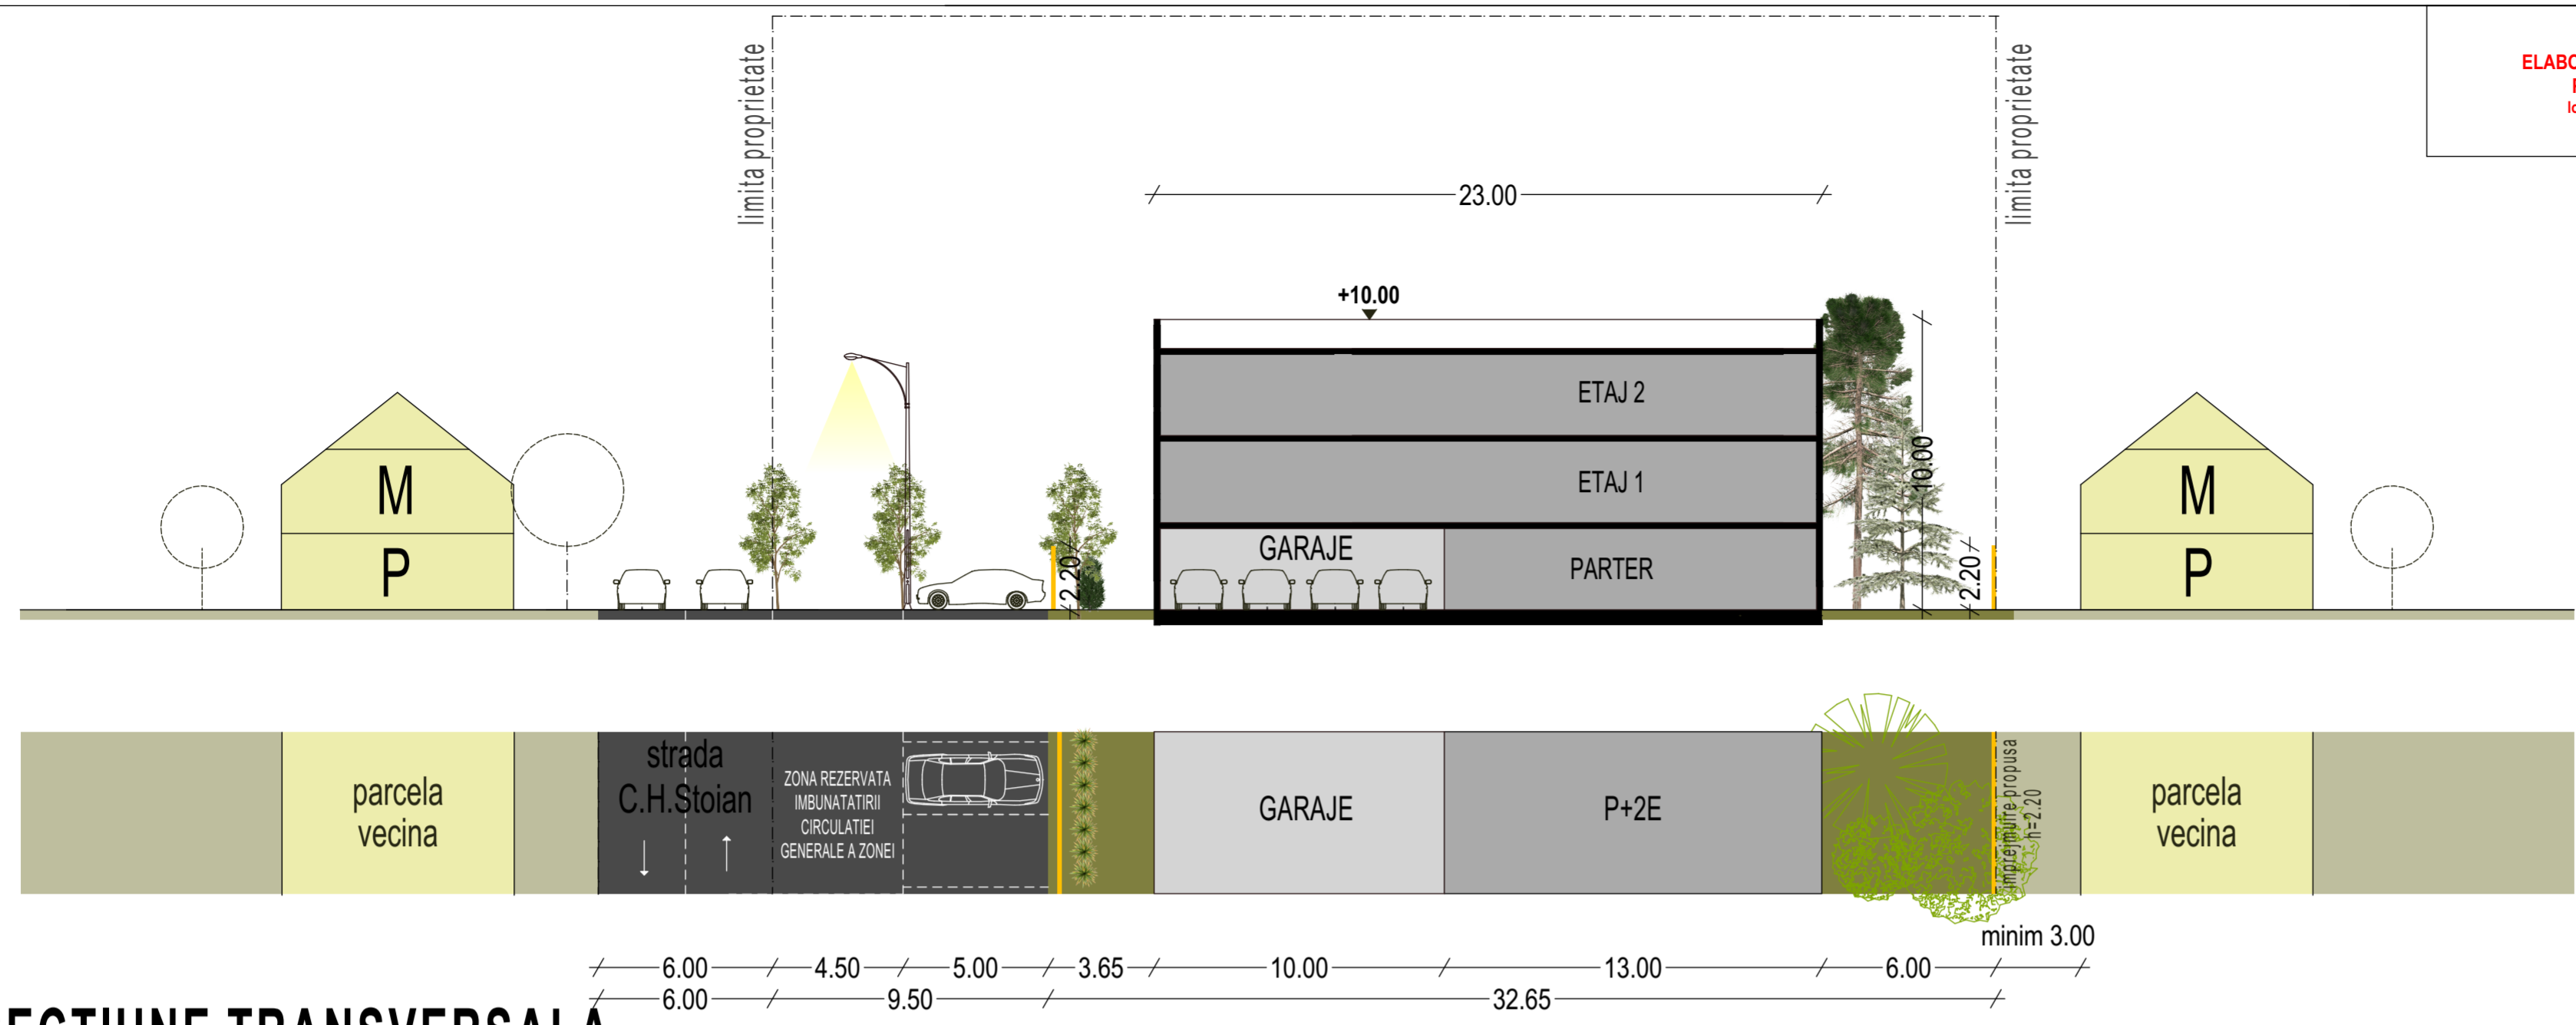 limita proprietate
limita proprietate
23.00
+10.00
ETAJ 2
ETAJ 1
GARAJE
PARTER
10.00
2.20
2.20
M
P
M
P
parcela
vecina
strada
C.H.Stoian
ZONA REZERVATA
IMBUNATATIRII
CIRCULATIEI
GENERALE A ZONEI
GARAJE
P+2E
imprejmuire propusa
h=2.20
parcela
vecina
minim 3.00
6.00 4.50 5.00 3.65 10.00 13.00 6.00
6.00 9.50 32.65